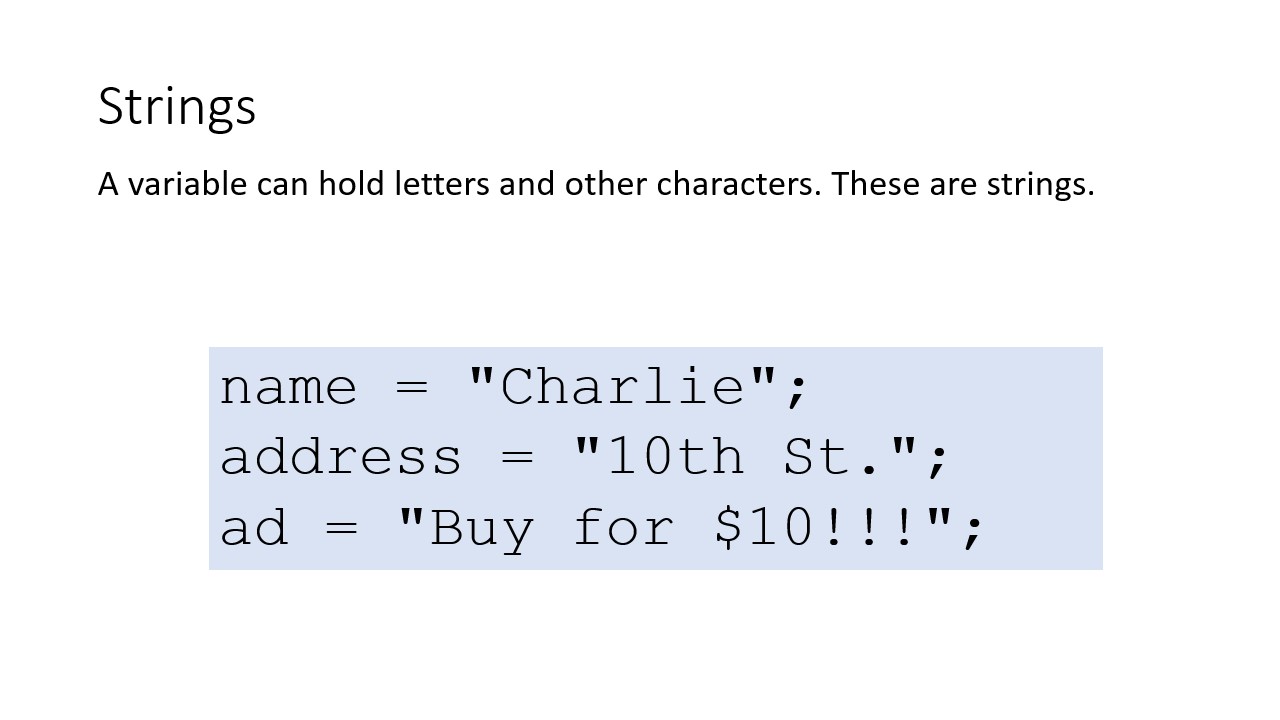 Strings
A variable can hold letters and other characters. These are strings.
name = "Charlie";
address = "10th St.";
ad = "Buy for $10!!!";